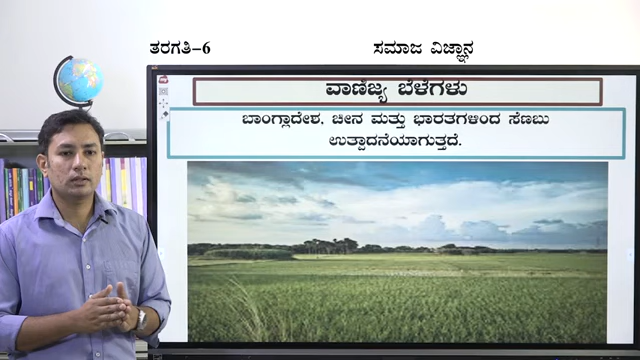 ತರಗತಿ-6 ಸಮಾಜ ವಿಜ್ಞಾನ
ವಾಣಿಜ್ಯ ಬೆಳೆಗಳು
ಬಾಂಗ್ಲಾದೇಶ, ಚೀನ ಮತ್ತು ಭಾರತಗಳಿಂದ ಸೆಣಬು
ಉತ್ಪಾದನೆಯಾಗುತ್ತದೆ.